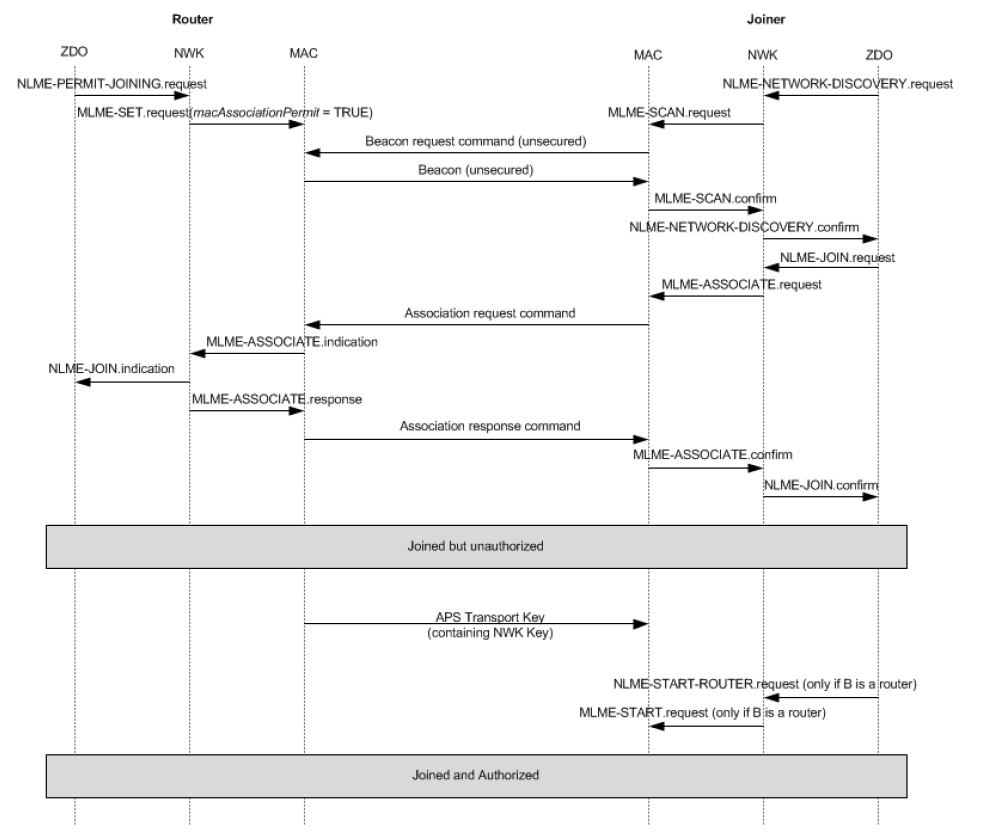 Router Joiner
ZDO NWK MAC MAC NWK ZDO
NLME-PERMIT-JOINING.request NLME-NETWORK-DISCOVERY.request
MLME-SET.request(macAssociationPermit = TRUE) MLME-SCAN.request
Beacon request command (unsecured)
Beacon (unsecured)
MLME-SCAN.confirm
NLME-NETWORK-DISCOVERY.confirm
NLME-JOIN.request
MLME-ASSOCIATE.request
Association request command
MLME-ASSOCIATE.indication
NLME-JOIN.indication
MLME-ASSOCIATE.response
Association response command
MLME-ASSOCIATE.confirm
NLME-JOIN.confirm
Joined but unauthorized
APS Transport Key
(containing NWK Key)
NLME-START-ROUTER.request (only if B is a router)
MLME-START.request (only if B is a router)
Joined and Authorized